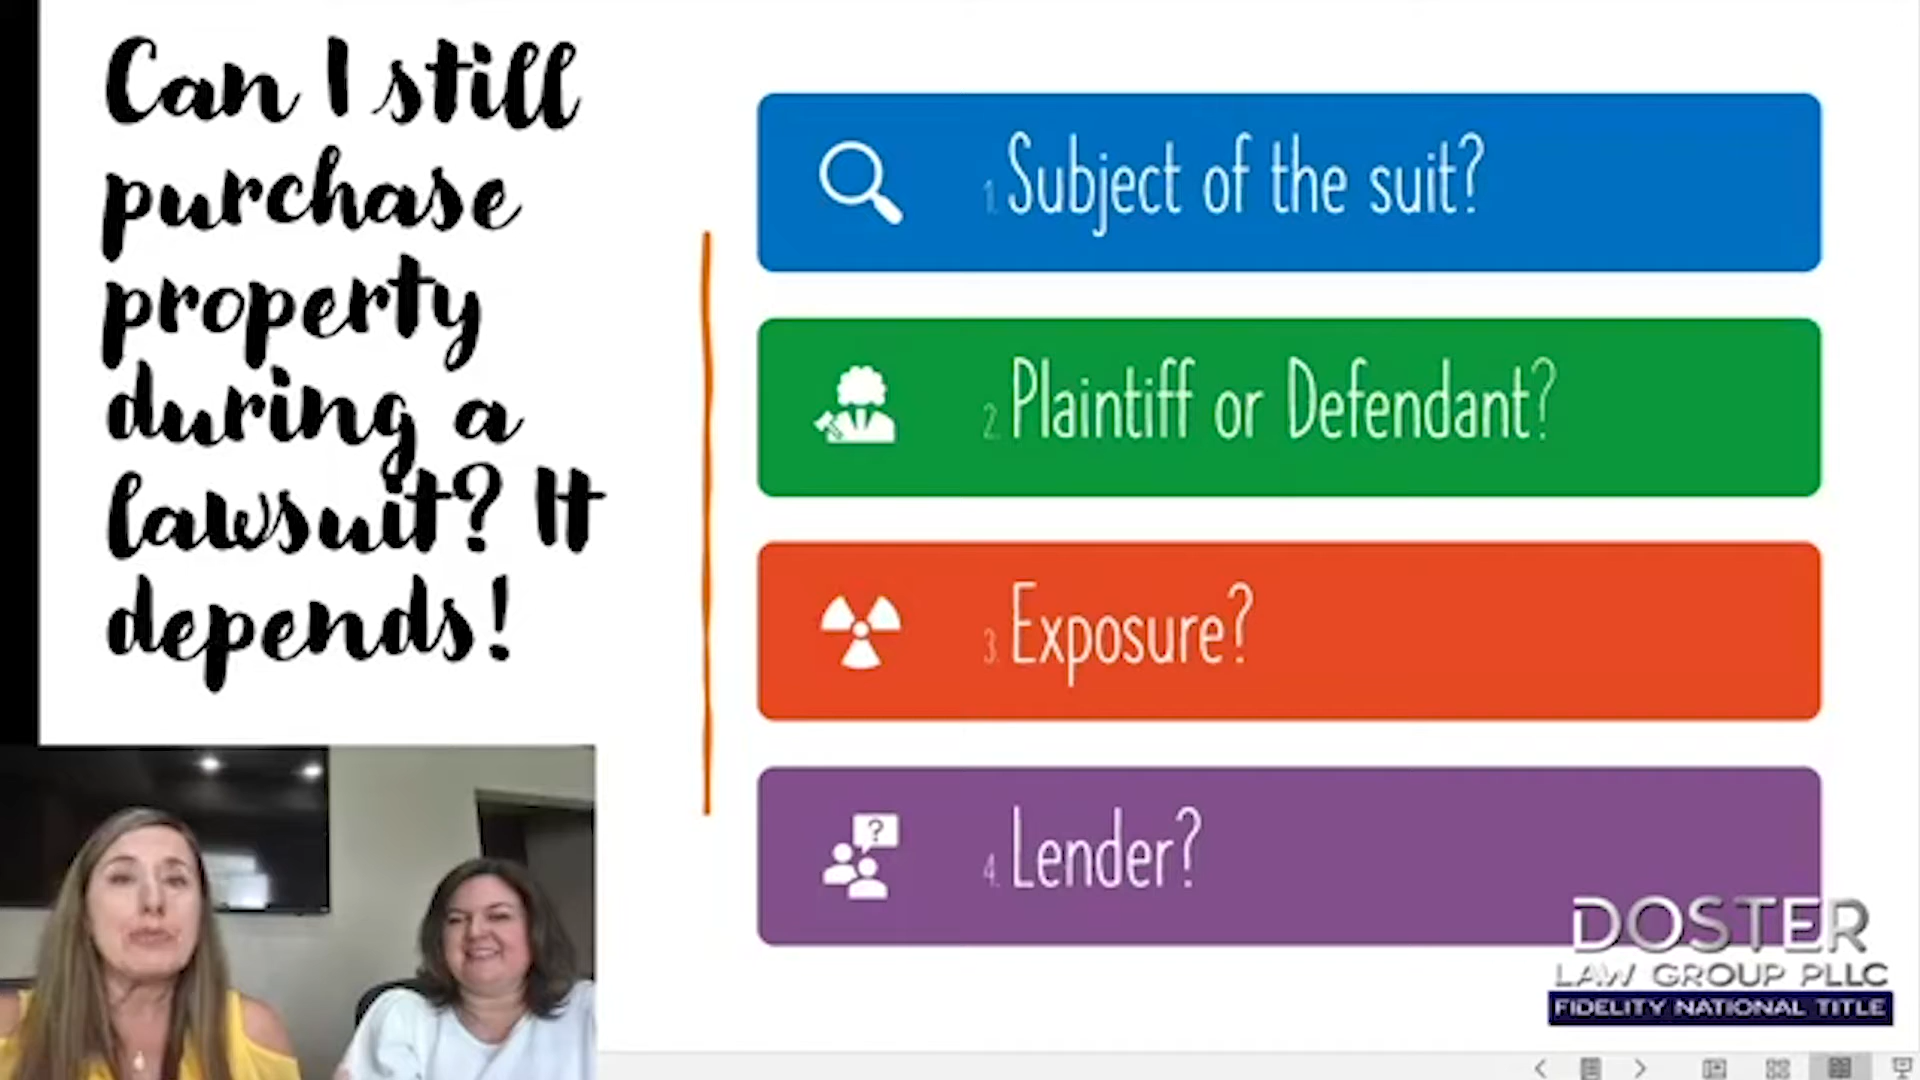 Can I still
purchase
property
during a
lawsuit? It
depends!
1. Subject of the suit?
2. Plaintiff or Defendant?
3. Exposure?
?
4. Lender?
DOSTER
LAW GROUP PLLC
FIDELITY NATIONAL TITLE